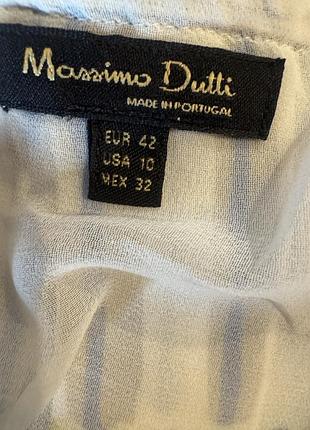 Massimo Dutti
MADE IN PORTUGAL
EUR 42
USA 10
MEX 32